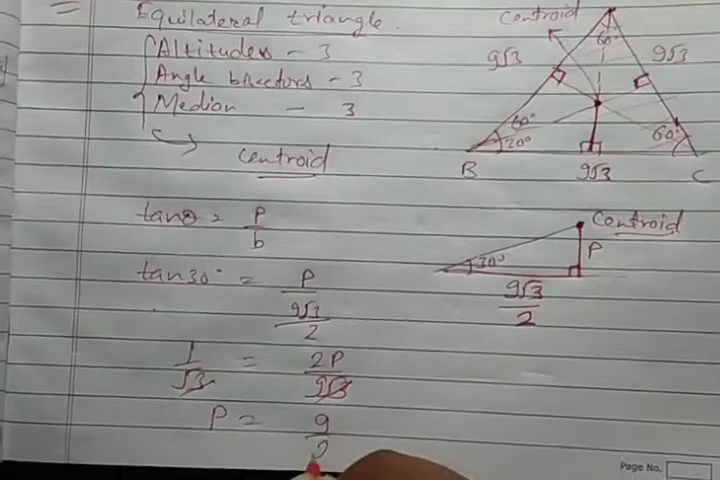 = Equilateral triangle.
Altitudes - 3
Angle bisectors - 3
Median - 3
Centroid
Centroid
60°
9√3
9√3
60°
30°
60°
B
9√3
C
tanθ = P/b
tan30° = P/(9√3/2)
1/√3 = 2P/9√3
P = 9/2
Centroid
30°
P
9√3/2
Page No.